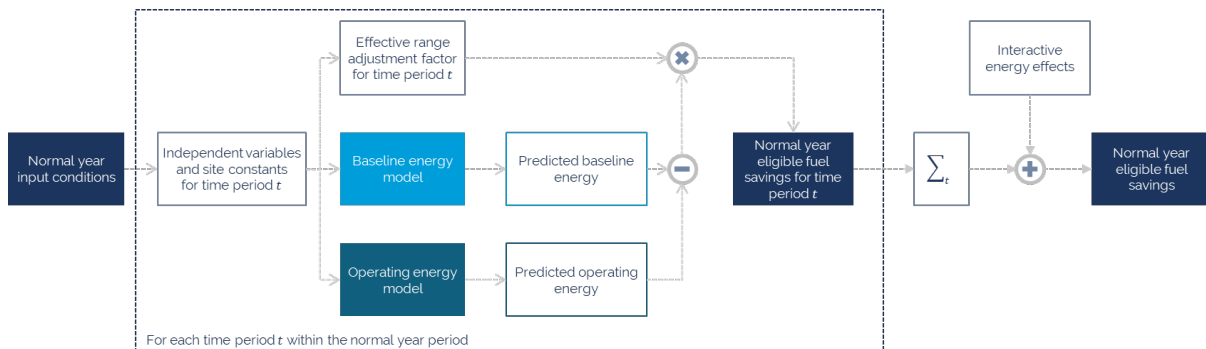 Effective range
adjustment factor
for time period t
Interactive
energy effects
Normal year
input conditions
Independent variables
and site constants
for time period t
Baseline energy
model
Predicted baseline
energy
Normal year
eligible fuel
savings for time
period t
∑t
Normal year
eligible fuel
savings
Operating energy
model
Predicted operating
energy
For each time period t within the normal year period